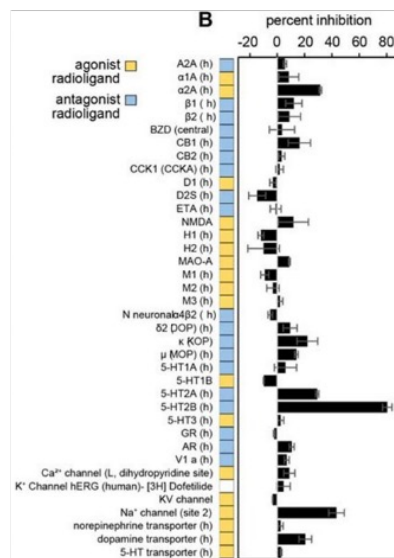 B
percent inhibition
-20 0 20 40 60 80
agonist
radioligand
antagonist
radioligand
A2A (h)
α1A (h)
α2A (h)
β1 ( h)
β2 ( h)
BZD (central)
CB1 (h)
CB2 (h)
CCK1 (CCKA) (h)
D1 (h)
D2S (h)
ETA (h)
NMDA
H1 (h)
H2 (h)
MAO-A
M1 (h)
M2 (h)
M3 (h)
N neuronal α4β2 ( h)
δ2 (DOP) (h)
κ (KOP)
μ (MOP) (h)
5-HT1A (h)
5-HT1B
5-HT2A (h)
5-HT2B (h)
5-HT3 (h)
GR (h)
AR (h)
V1 a (h)
Ca²⁺ channel (L, dihydropyridine site)
K⁺ Channel hERG (human)- [3H] Dofetilide
KV channel
Na⁺ channel (site 2)
norepinephrine transporter (h)
dopamine transporter (h)
5-HT transporter (h)